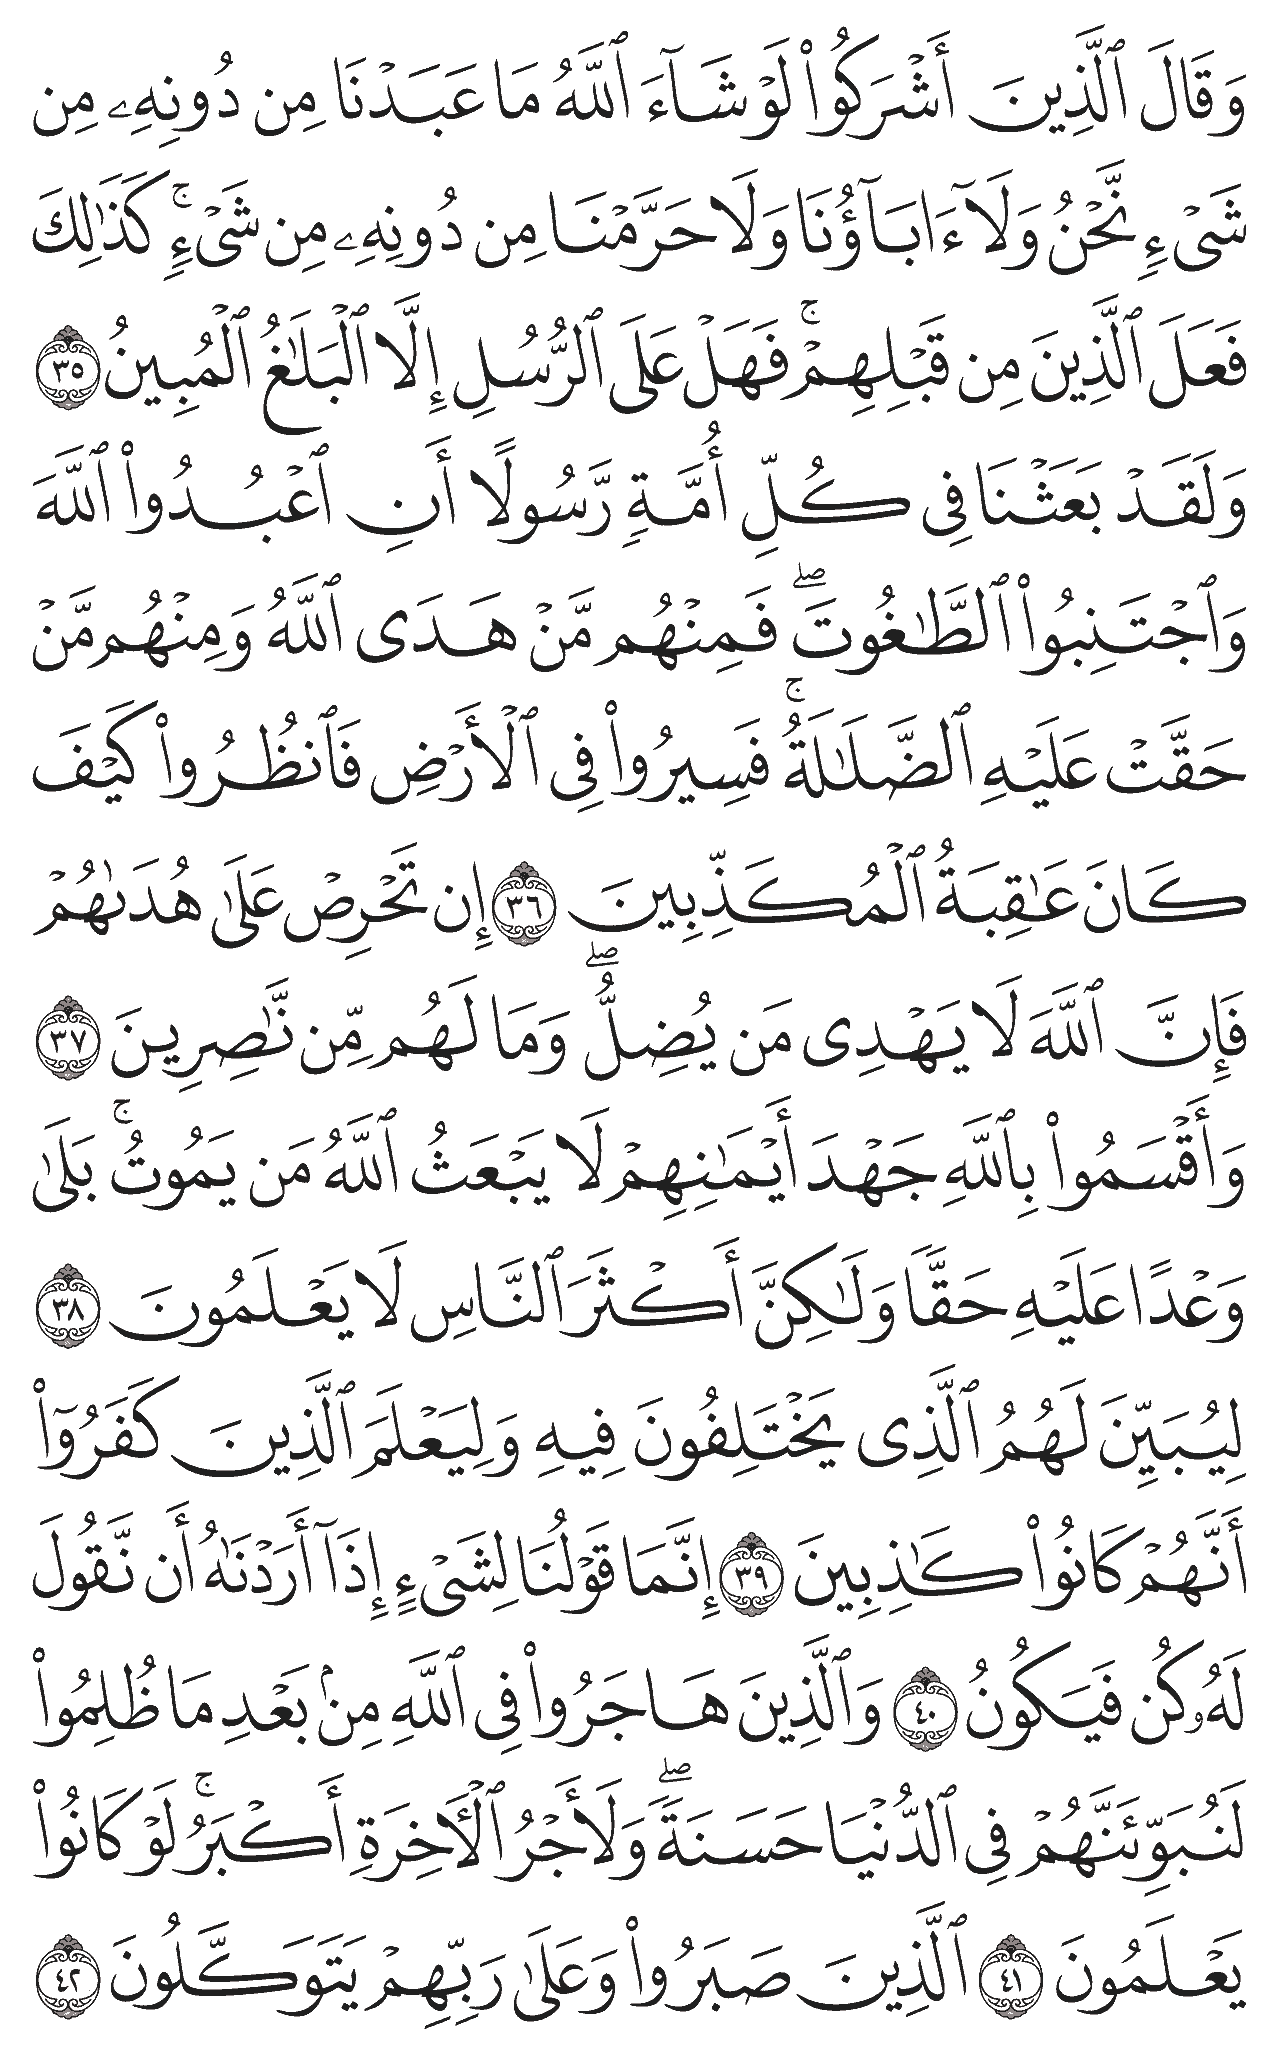 وَقَالَ ٱلَّذِينَ أَشۡرَكُواْ لَوۡ شَآءَ ٱللَّهُ مَا عَبَدۡنَا مِن دُونِهِۦ مِن
شَيۡءٖ نَّحۡنُ وَلَآ ءَابَآؤُنَا وَلَا حَرَّمۡنَا مِن دُونِهِۦ مِن شَيۡءٖۚ كَذَٰلِكَ
فَعَلَ ٱلَّذِينَ مِن قَبۡلِهِمۡۚ فَهَلۡ عَلَى ٱلرُّسُلِ إِلَّا ٱلۡبَلَٰغُ ٱلۡمُبِينُ ٣٥
وَلَقَدۡ بَعَثۡنَا فِي كُلِّ أُمَّةٖ رَّسُولًا أَنِ ٱعۡبُدُواْ ٱللَّهَ
وَٱجۡتَنِبُواْ ٱلطَّٰغُوتَۖ فَمِنۡهُم مَّنۡ هَدَى ٱللَّهُ وَمِنۡهُم مَّنۡ
حَقَّتۡ عَلَيۡهِ ٱلضَّلَٰلَةُۚ فَسِيرُواْ فِي ٱلۡأَرۡضِ فَٱنظُرُواْ كَيۡفَ
كَانَ عَٰقِبَةُ ٱلۡمُكَذِّبِينَ ٣٦ إِن تَحۡرِصۡ عَلَىٰ هُدَىٰهُمۡ
فَإِنَّ ٱللَّهَ لَا يَهۡدِي مَن يُضِلُّۖ وَمَا لَهُم مِّن نَّٰصِرِينَ ٣٧
وَأَقۡسَمُواْ بِٱللَّهِ جَهۡدَ أَيۡمَٰنِهِمۡ لَا يَبۡعَثُ ٱللَّهُ مَن يَمُوتُۚ بَلَىٰ
وَعۡدًا عَلَيۡهِ حَقّٗا وَلَٰكِنَّ أَكۡثَرَ ٱلنَّاسِ لَا يَعۡلَمُونَ ٣٨
لِيُبَيِّنَ لَهُمُ ٱلَّذِي يَخۡتَلِفُونَ فِيهِ وَلِيَعۡلَمَ ٱلَّذِينَ كَفَرُوٓاْ
أَنَّهُمۡ كَانُواْ كَٰذِبِينَ ٣٩ إِنَّمَا قَوۡلُنَا لِشَيۡءٍ إِذَآ أَرَدۡنَٰهُ أَن نَّقُولَ
لَهُۥ كُن فَيَكُونُ ٤٠ وَٱلَّذِينَ هَاجَرُواْ فِي ٱللَّهِ مِنۢ بَعۡدِ مَا ظُلِمُواْ
لَنُبَوِّئَنَّهُمۡ فِي ٱلدُّنۡيَا حَسَنَةٗۖ وَلَأَجۡرُ ٱلۡأٓخِرَةِ أَكۡبَرُۚ لَوۡ كَانُواْ
يَعۡلَمُونَ ٤١ ٱلَّذِينَ صَبَرُواْ وَعَلَىٰ رَبِّهِمۡ يَتَوَكَّلُونَ ٤٢